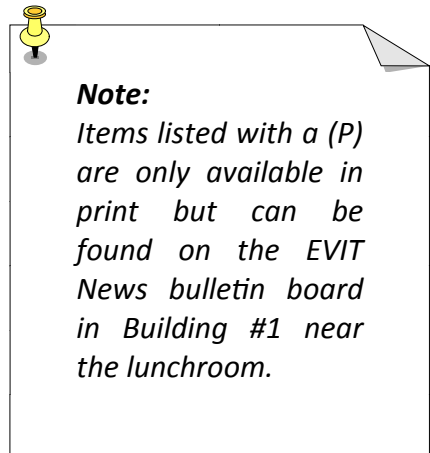 Note:
Items listed with a (P)
are only available in
print but can be
found on the EVIT
News bulletin board
in Building #1 near
the lunchroom.